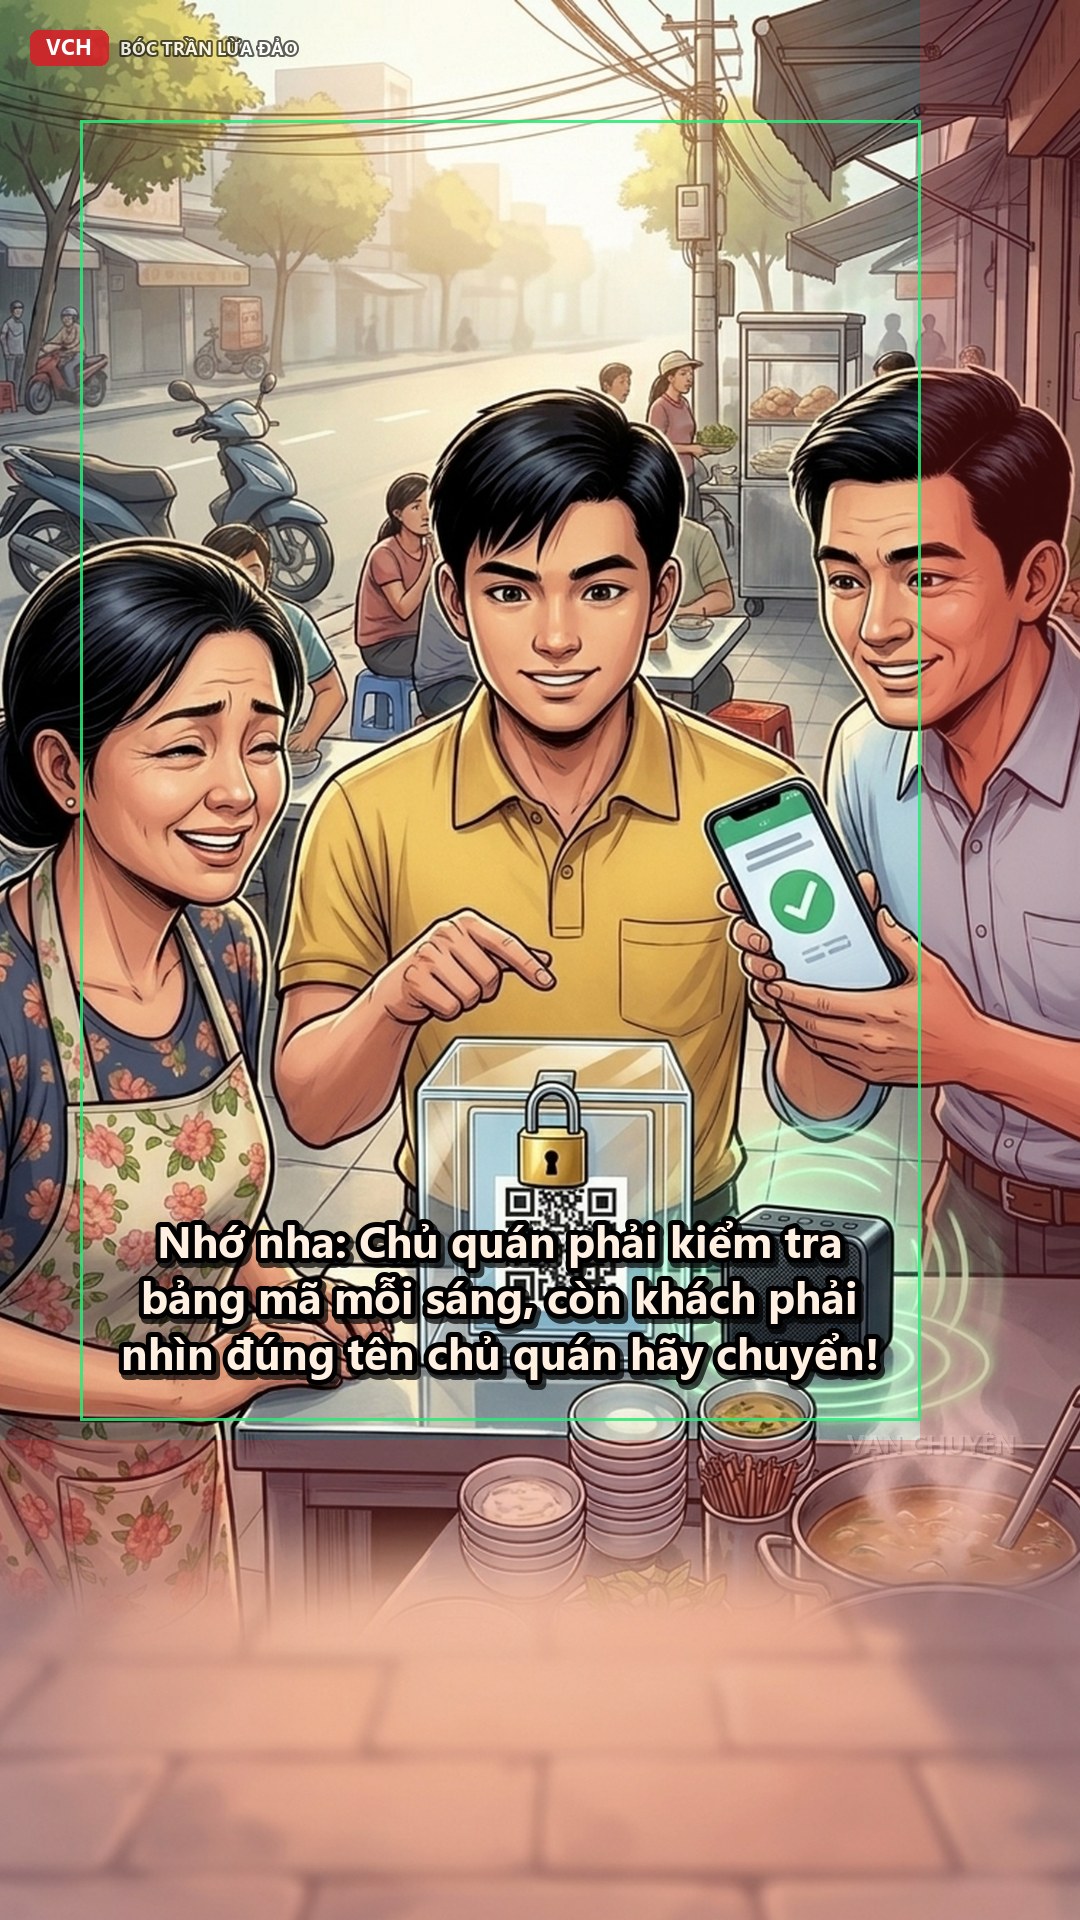 VCH BÓC TRẦN LỪA ĐẢO
Nhớ nha: Chủ quán phải kiểm tra
bảng mã mỗi sáng, còn khách phải
nhìn đúng tên chủ quán hãy chuyển!
VẠN CHUYỆN